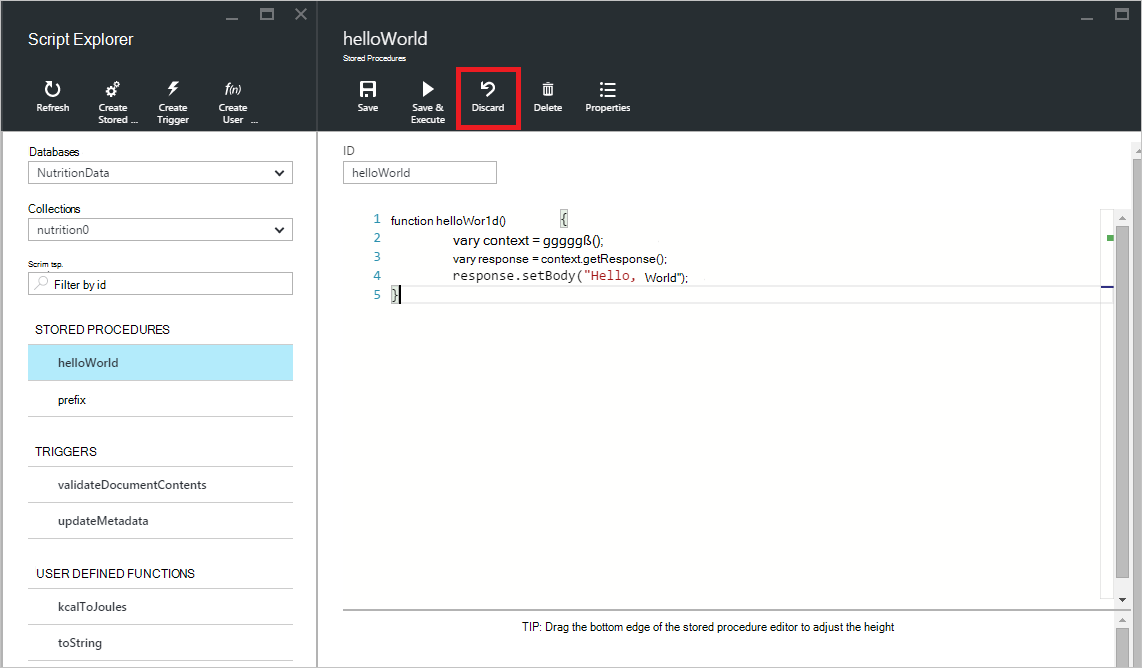 Script Explorer
Refresh
Create Stored ...
Create Trigger
f(n)
Create User ...
Databases
NutritionData
Collections
nutrition0
Scrim tsp.
Filter by id
STORED PROCEDURES
helloWorld
prefix
TRIGGERS
validateDocumentContents
updateMetadata
USER DEFINED FUNCTIONS
kcalToJoules
toString
helloWorld
Stored Procedures
Save
Save & Execute
Discard
Delete
Properties
ID
helloWorld
1 function helloWor1d() {
2 vary context = gggggß();
3 vary response = context.getResponse();
4 response.setBody("Hello, World");
5 }
TIP: Drag the bottom edge of the stored procedure editor to adjust the height